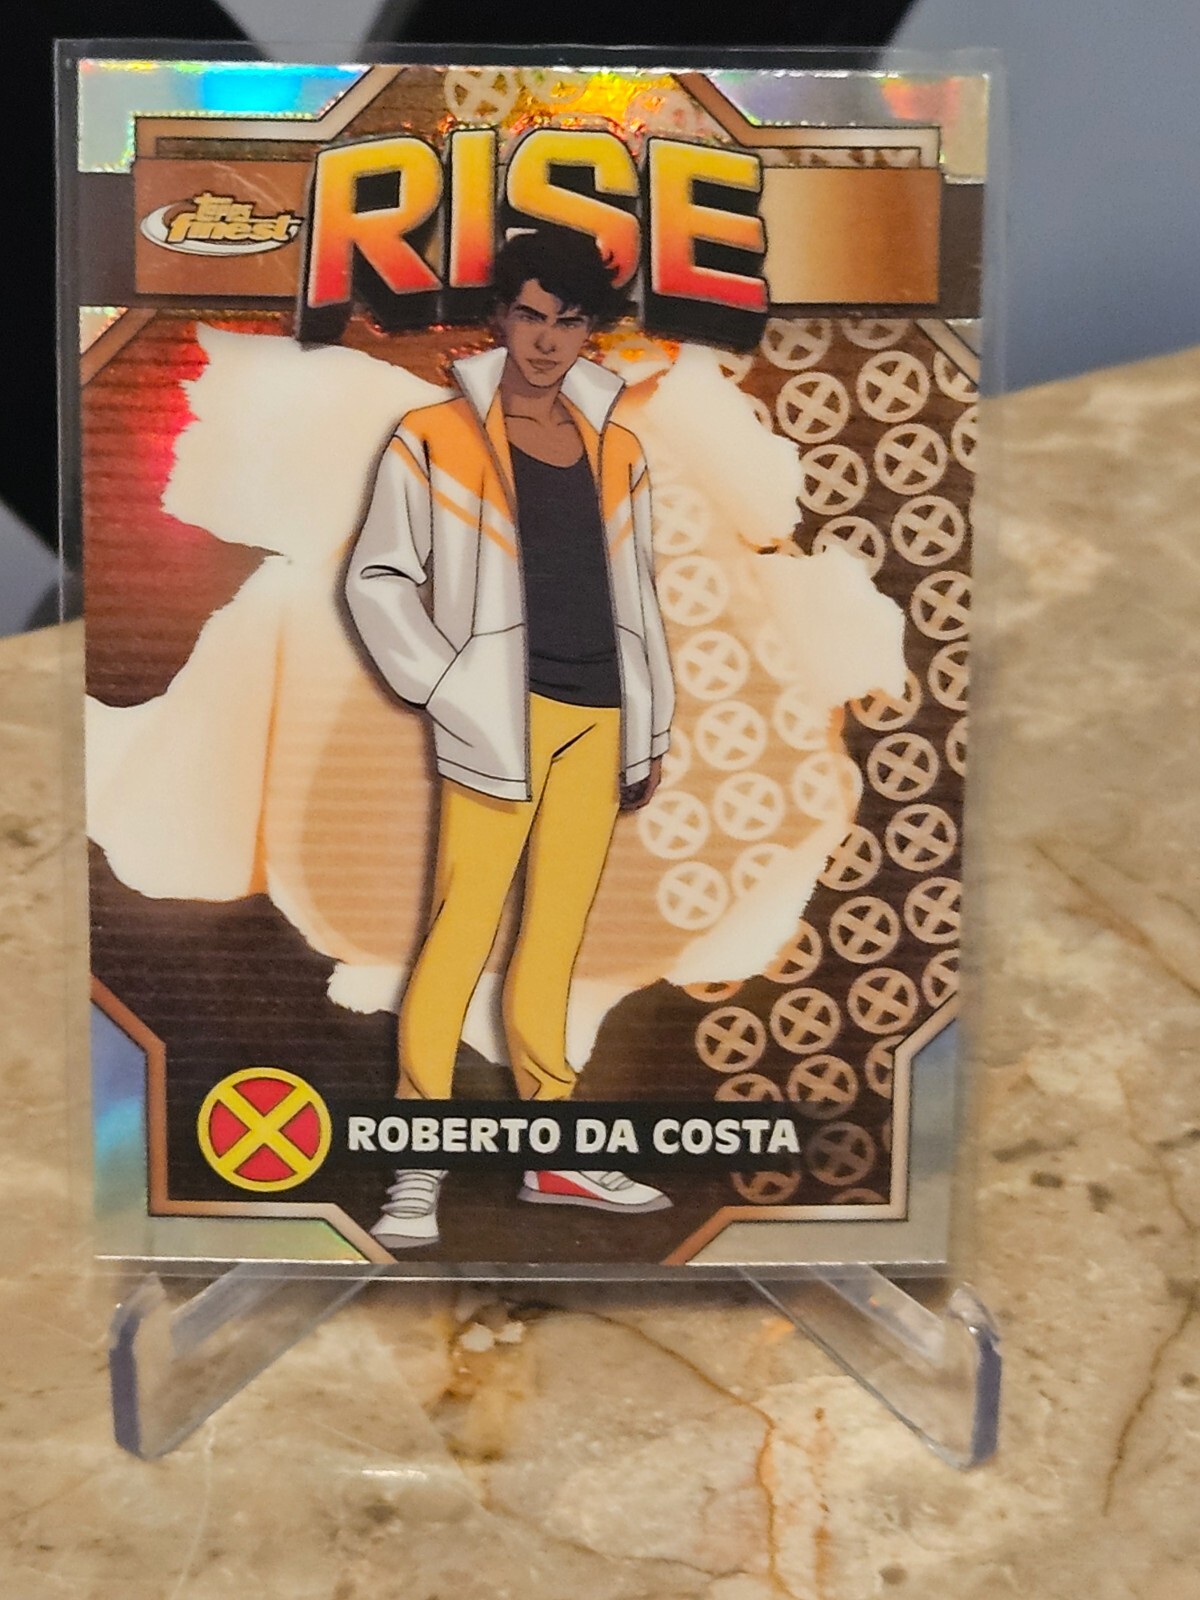 RISE
Topps
finest
ROBERTO DA COSTA